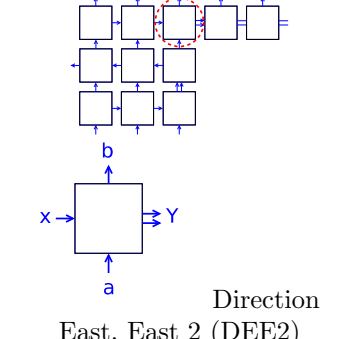 b
x Y
a
Direction
East, East 2 (DEE2)